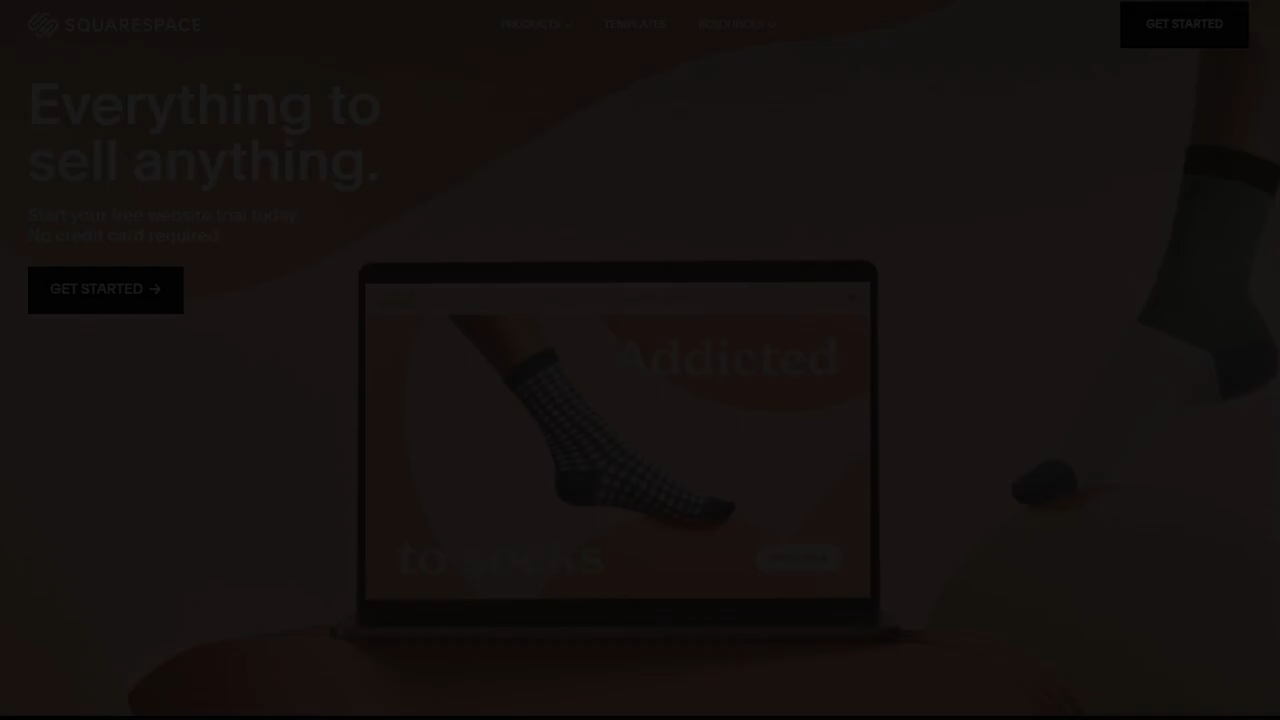 SQUARESPACE
PRODUCTS
TEMPLATES
RESOURCES
GET STARTED
Everything to
sell anything.
Start your free website trial today.
No credit card required.
GET STARTED →
Addicted
to socks